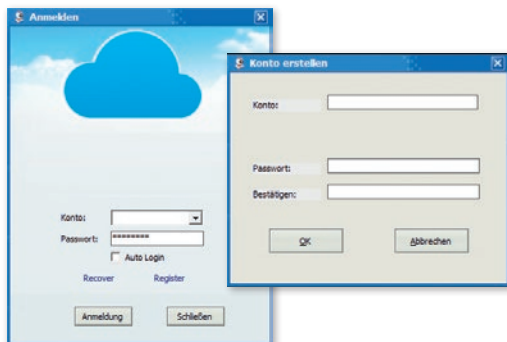 Anmelden
Konto:
Passwort: ********
Auto Login
Recover Register
Anmeldung Schließen
Konto erstellen
Konto:
Passwort:
Bestätigen:
OK Abbrechen